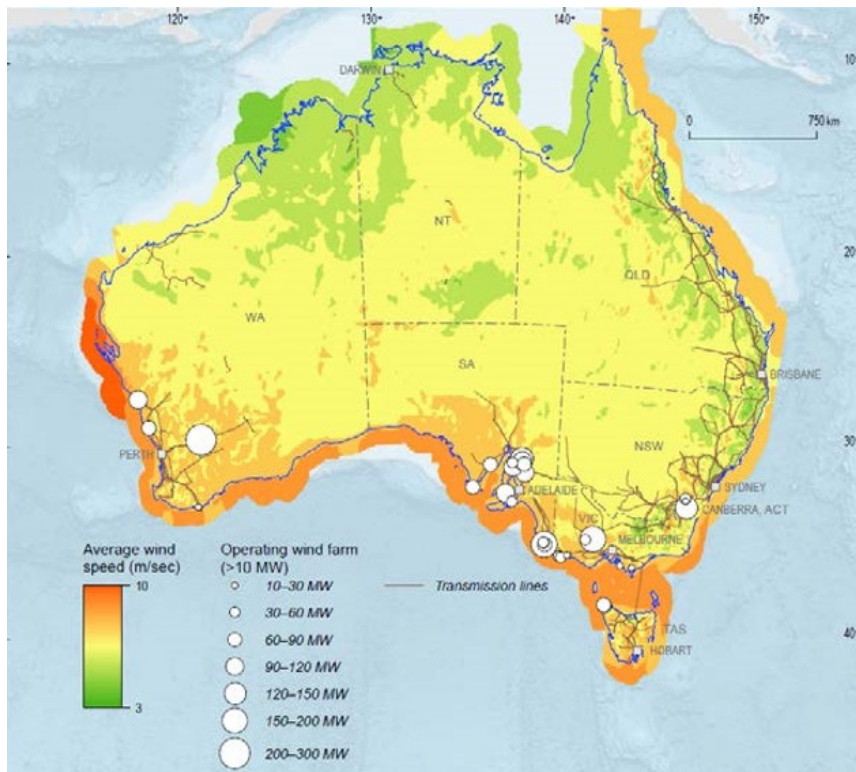 120°
130°
140°
150°
10°
DARWIN
0
750 km
NT
20°
QLD
WA
SA
BRISBANE
30°
NSW
PERTH
ADELAIDE
SYDNEY
CANBERRA, ACT
VIC
MELBOURNE
Average wind
speed (m/sec)
10
3
Operating wind farm
(>10 MW)
10–30 MW
30–60 MW
60–90 MW
90–120 MW
120–150 MW
150–200 MW
200–300 MW
Transmission lines
TAS
40°
HOBART